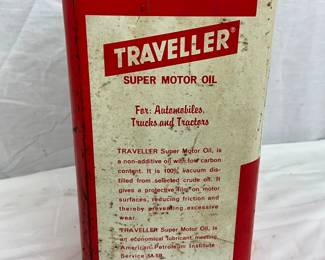 TRAVELLER®
SUPER MOTOR OIL
For: Automobiles,
Trucks and Tractors
TRAVELLER Super Motor Oil, is
a non-additive oil with low carbon
content. It is 100% vacuum dis-
tilled from selected crude oil. It
gives a protective film on motor
surfaces, reducing friction and
thereby preventing excessive
wear.
TRAVELLER Super Motor Oil, is
an economical lubricant, meeting
American Petroleum Institute
Service SA-SB.